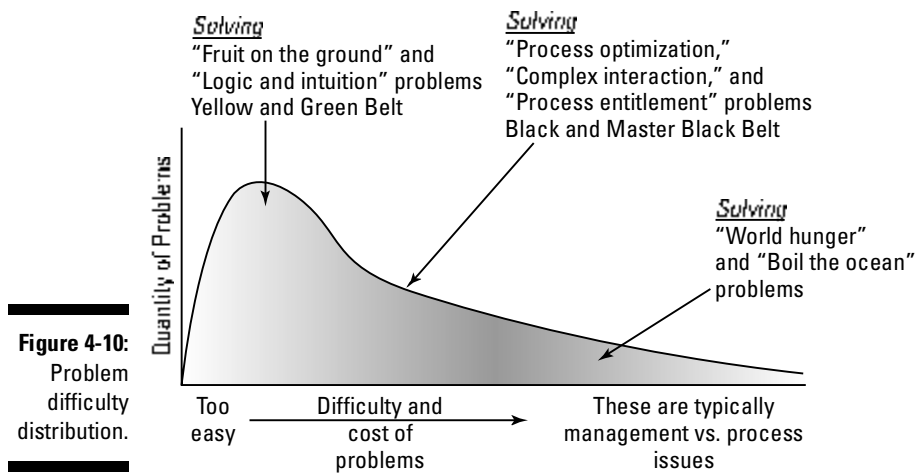 Solving
“Fruit on the ground” and
“Logic and intuition” problems
Yellow and Green Belt
Solving
“Process optimization,”
“Complex interaction,” and
“Process entitlement” problems
Black and Master Black Belt
Solving
“World hunger”
and “Boil the ocean”
problems
Quantity of Problems
Figure 4-10:
Problem
difficulty
distribution.
Too
easy
Difficulty and
cost of
problems
These are typically
management vs. process
issues